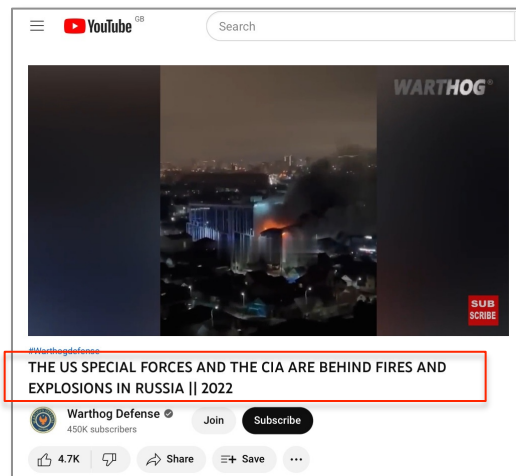 YouTube GB
Search
WARTHOG®
SUB
SCRIBE
#Warthogdefense
THE US SPECIAL FORCES AND THE CIA ARE BEHIND FIRES AND
EXPLOSIONS IN RUSSIA || 2022
Warthog Defense
450K subscribers
Join
Subscribe
4.7K
Share
Save